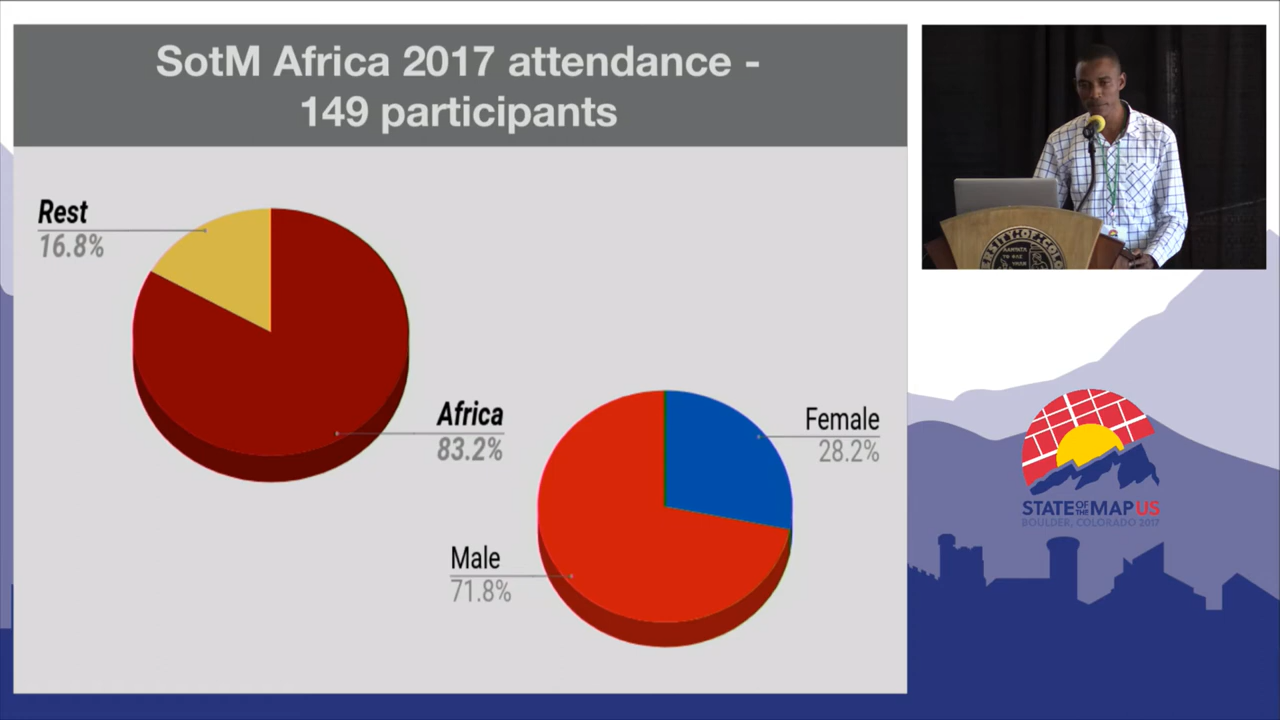 SotM Africa 2017 attendance -
149 participants
Rest
16.8%
Africa
83.2%
Female
28.2%
Male
71.8%
STATE OF THE MAP US
BOULDER, COLORADO 2017